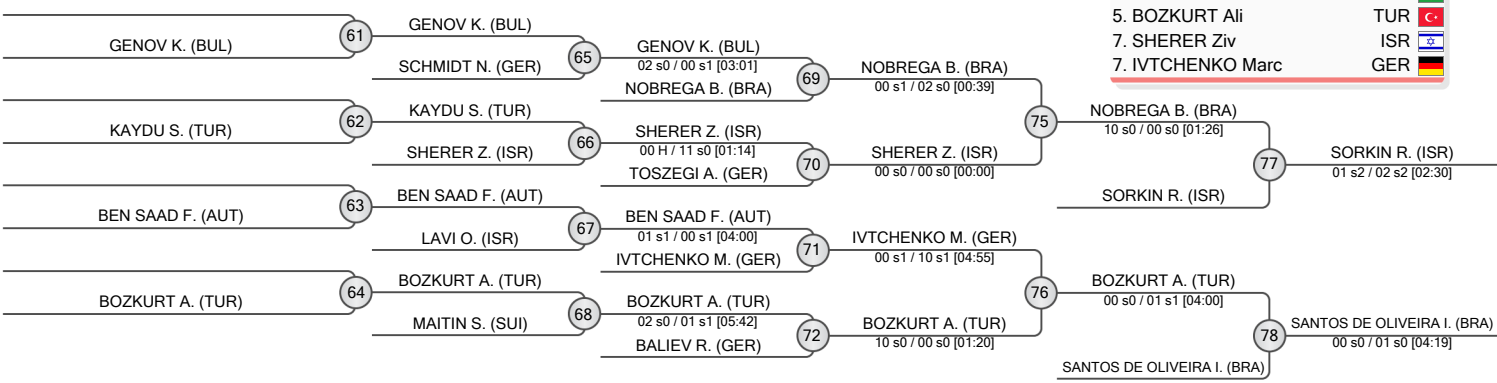 5. BOZKURT Ali TUR
7. SHERER Ziv ISR
7. IVTCHENKO Marc GER
GENOV K. (BUL)
61
GENOV K. (BUL)
SCHMIDT N. (GER)
65
GENOV K. (BUL)
02 s0 / 00 s1 [03:01]
NOBREGA B. (BRA)
69
NOBREGA B. (BRA)
00 s1 / 02 s0 [00:39]
KAYDU S. (TUR)
62
KAYDU S. (TUR)
SHERER Z. (ISR)
66
SHERER Z. (ISR)
00 H / 11 s0 [01:14]
TOSZEGI A. (GER)
70
SHERER Z. (ISR)
00 s0 / 00 s0 [00:00]
75
NOBREGA B. (BRA)
10 s0 / 00 s0 [01:26]
SORKIN R. (ISR)
77
SORKIN R. (ISR)
01 s2 / 02 s2 [02:30]
BEN SAAD F. (AUT)
63
BEN SAAD F. (AUT)
LAVI O. (ISR)
67
BEN SAAD F. (AUT)
01 s1 / 00 s1 [04:00]
IVTCHENKO M. (GER)
71
IVTCHENKO M. (GER)
00 s1 / 10 s1 [04:55]
BOZKURT A. (TUR)
64
BOZKURT A. (TUR)
MAITIN S. (SUI)
68
BOZKURT A. (TUR)
02 s0 / 01 s1 [05:42]
BALIEV R. (GER)
72
BOZKURT A. (TUR)
10 s0 / 00 s0 [01:20]
76
BOZKURT A. (TUR)
00 s0 / 01 s1 [04:00]
SANTOS DE OLIVEIRA I. (BRA)
78
SANTOS DE OLIVEIRA I. (BRA)
00 s0 / 01 s0 [04:19]